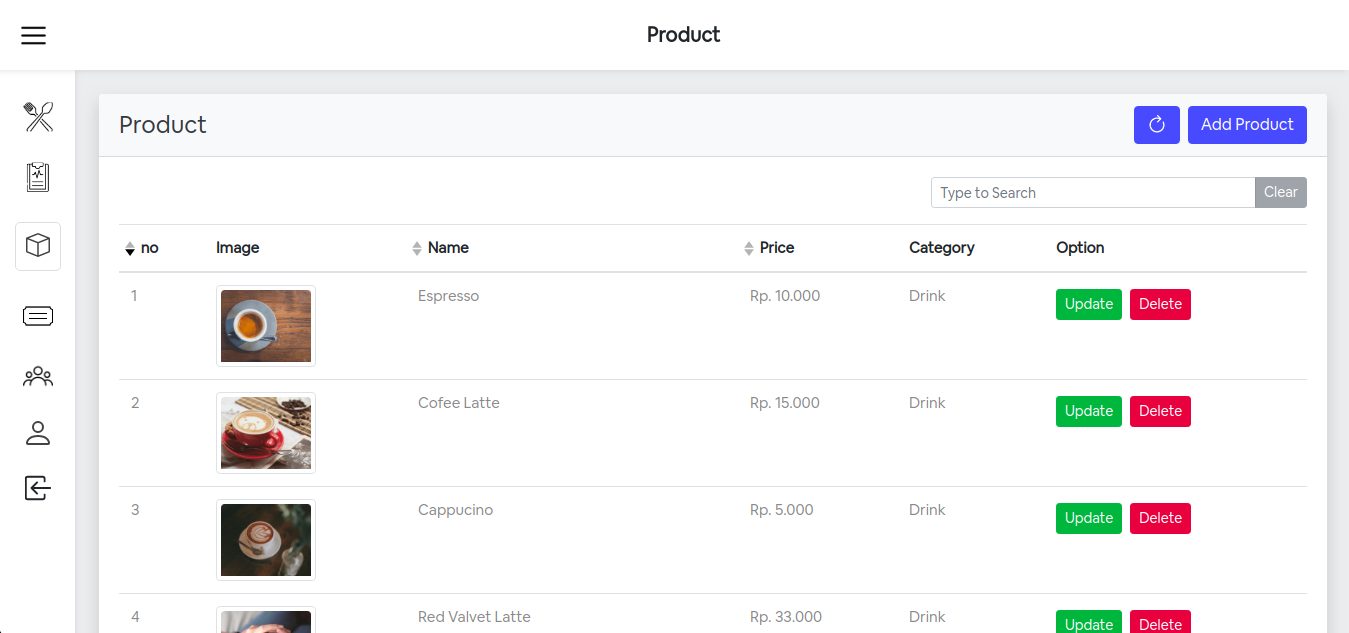 Product
Product
Add Product
Type to Search Clear
no Image Name Price Category Option
1 Espresso Rp. 10.000 Drink Update Delete
2 Cofee Latte Rp. 15.000 Drink Update Delete
3 Cappucino Rp. 5.000 Drink Update Delete
4 Red Valvet Latte Rp. 33.000 Drink Update Delete